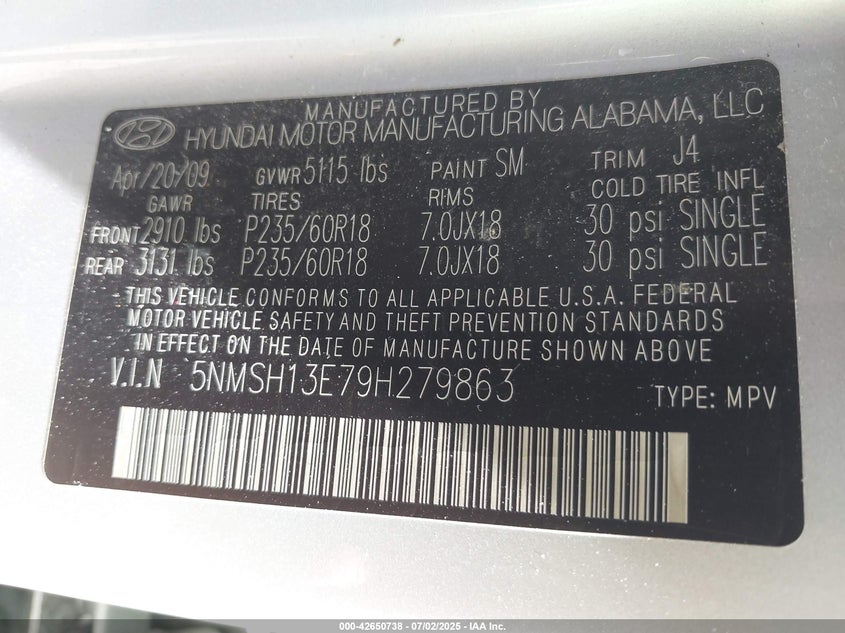 MANUFACTURED BY
HYUNDAI MOTOR MANUFACTURING ALABAMA, LLC
Apr/20/09 GVWR 5115 lbs PAINT SM TRIM J4
GAWR TIRES RIMS COLD TIRE INFL
FRONT 2910 lbs P235/60R18 7.0JX18 30 psi SINGLE
REAR 3131 lbs P235/60R18 7.0JX18 30 psi SINGLE
THIS VEHICLE CONFORMS TO ALL APPLICABLE U.S.A. FEDERAL
MOTOR VEHICLE SAFETY AND THEFT PREVENTION STANDARDS
IN EFFECT ON THE DATE OF MANUFACTURE SHOWN ABOVE
V.I.N 5NMSH13E79H279863 TYPE: MPV
000-42650738 - 07/02/2025 - IAA Inc.